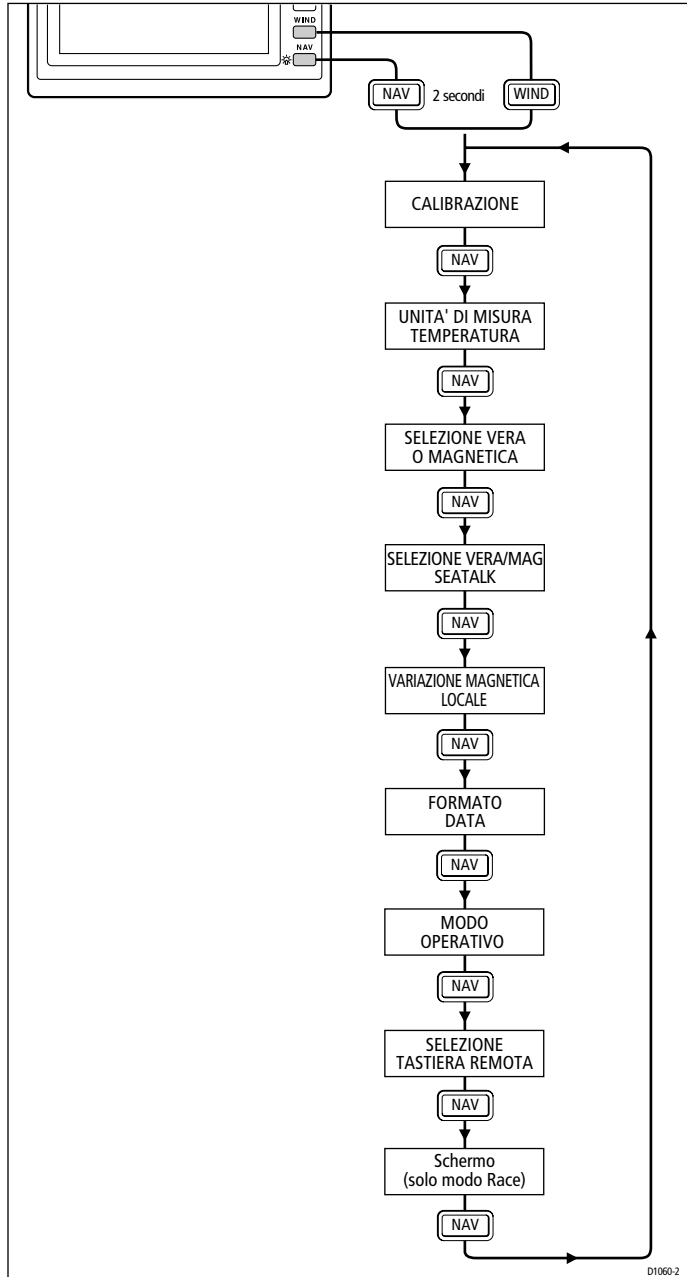 WIND
NAV
NAV 2 secondi WIND
CALIBRAZIONE
NAV
UNITA' DI MISURA
TEMPERATURA
NAV
SELEZIONE VERA
O MAGNETICA
NAV
SELEZIONE VERA/MAG
SEATALK
NAV
VARIAZIONE MAGNETICA
LOCALE
NAV
FORMATO
DATA
NAV
MODO
OPERATIVO
NAV
SELEZIONE
TASTIERA REMOTA
NAV
Schermo
(solo modo Race)
NAV
D1060-2